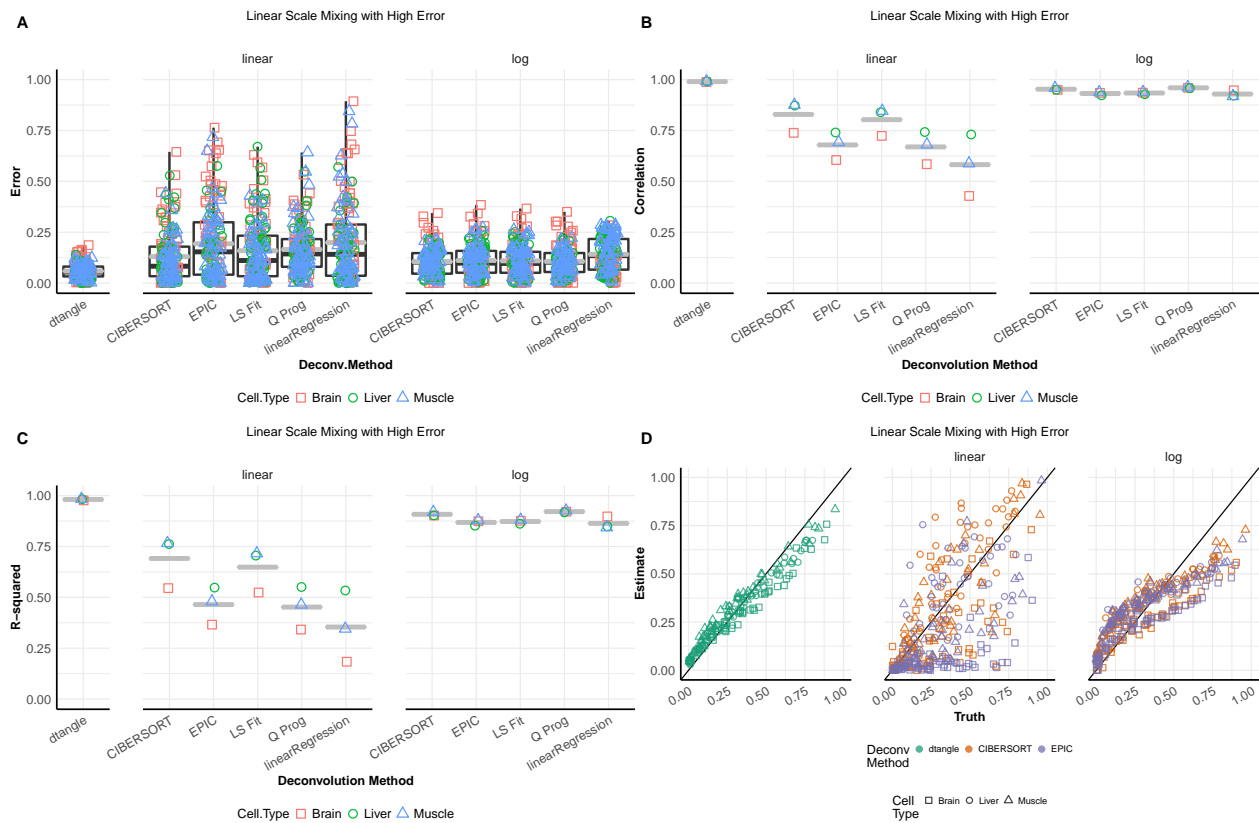 A
Linear Scale Mixing with High Error
linear
log
1.00
0.75
0.50
0.25
0.00
Error
dtangle
CIBERSORT
EPIC
LS Fit
Q Prog
linearRegression
CIBERSORT
EPIC
LS Fit
Q Prog
linearRegression
Deconv.Method
Cell.Type Brain Liver Muscle
B
Linear Scale Mixing with High Error
linear
log
1.00
0.75
0.50
0.25
0.00
Correlation
dtangle
CIBERSORT
EPIC
LS Fit
Q Prog
linearRegression
CIBERSORT
EPIC
LS Fit
Q Prog
linearRegression
Deconvolution Method
Cell.Type Brain Liver Muscle
C
Linear Scale Mixing with High Error
linear
log
1.00
0.75
0.50
0.25
0.00
R−squared
dtangle
CIBERSORT
EPIC
LS Fit
Q Prog
linearRegression
CIBERSORT
EPIC
LS Fit
Q Prog
linearRegression
Deconvolution Method
Cell.Type Brain Liver Muscle
D
Linear Scale Mixing with High Error
linear
log
1.00
0.75
0.50
0.25
0.00
Estimate
0.00
0.25
0.50
0.75
1.00
0.00
0.25
0.50
0.75
1.00
0.00
0.25
0.50
0.75
1.00
Truth
Deconv
Method
dtangle CIBERSORT EPIC
Cell
Type
Brain Liver Muscle